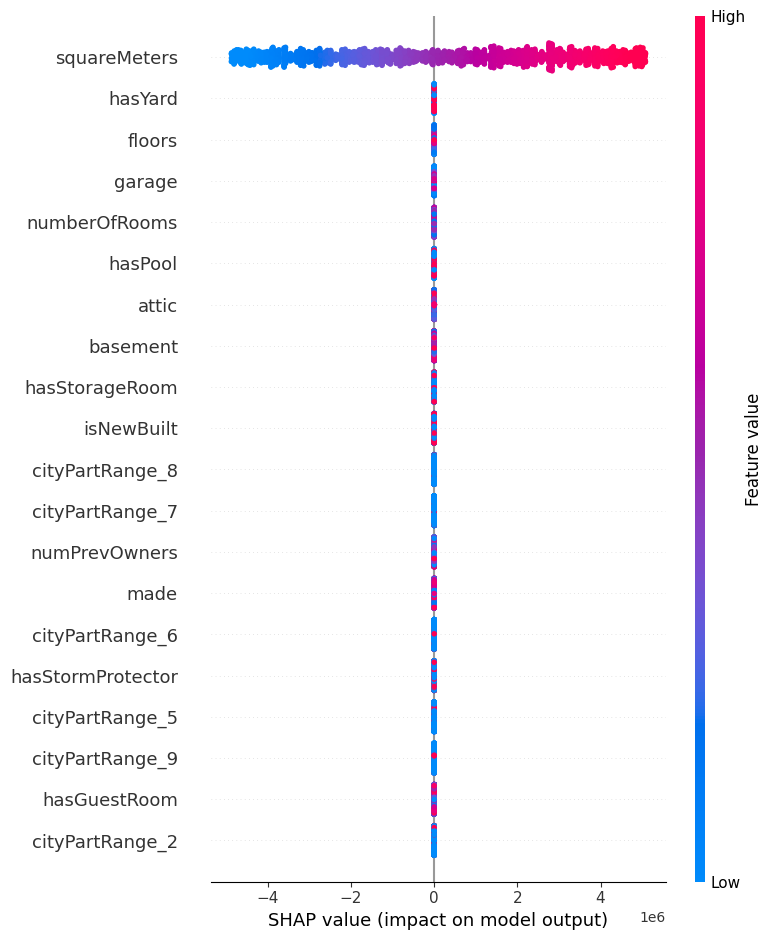 High
squareMeters
hasYard
floors
garage
numberOfRooms
hasPool
attic
basement
hasStorageRoom
isNewBuilt
cityPartRange_8
cityPartRange_7
numPrevOwners
made
cityPartRange_6
hasStormProtector
cityPartRange_5
cityPartRange_9
hasGuestRoom
cityPartRange_2
Feature value
Low
−4 −2 0 2 4
1e6
SHAP value (impact on model output)